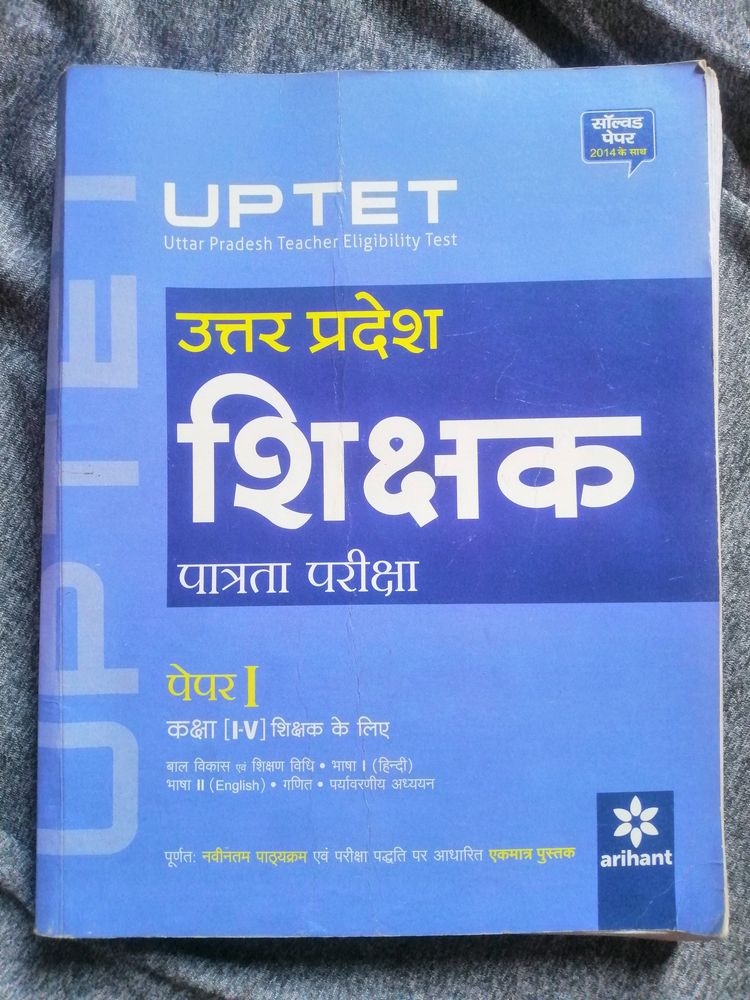 सॉल्वड
पेपर
2014 के साथ
UPTET
UPTET
Uttar Pradesh Teacher Eligibility Test
उत्तर प्रदेश
शिक्षक
पात्रता परीक्षा
पेपर I
कक्षा [I-V] शिक्षक के लिए
बाल विकास एवं शिक्षण विधि • भाषा I (हिन्दी)
भाषा II (English) • गणित • पर्यावरणीय अध्ययन
पूर्णत: नवीनतम पाठ्यक्रम एवं परीक्षा पद्धति पर आधारित एकमात्र पुस्तक
arihant